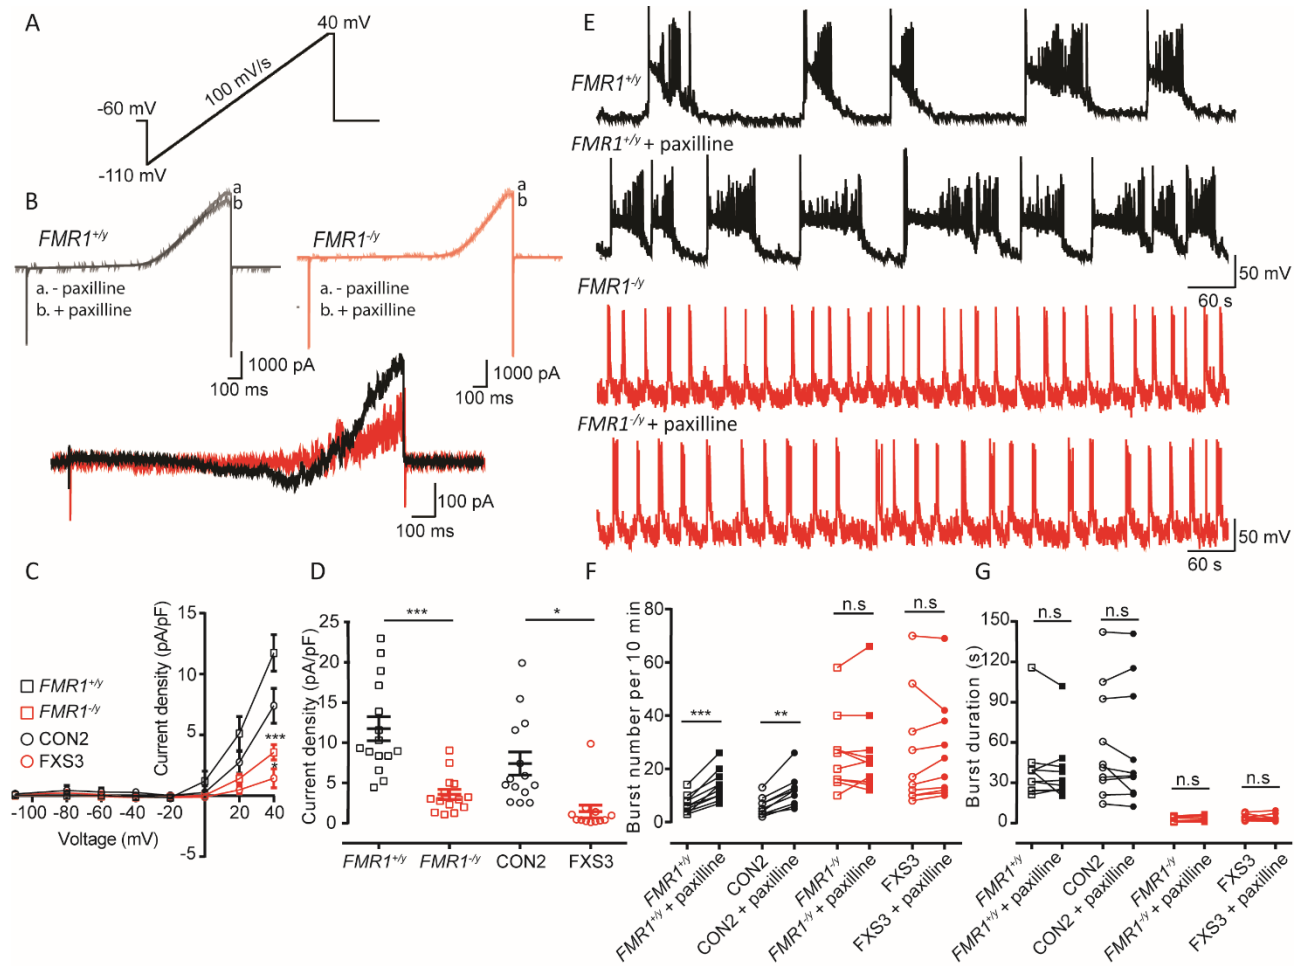 A
40 mV
100 mV/s
-60 mV
-110 mV
B
a
b
FMR1+/y
a. - paxilline
b. + paxilline
1000 pA
100 ms
a
b
FMR1-/y
a. - paxilline
b. + paxilline
1000 pA
100 ms
100 pA
100 ms
E
FMR1+/y
FMR1+/y + paxilline
50 mV
60 s
FMR1-/y
FMR1-/y + paxilline
50 mV
60 s
C
Current density (pA/pF)
15
10
5
-5
FMR1+/y
FMR1-/y
CON2
FXS3
***
*
-100 -80 -60 -40 -20 0 20 40
Voltage (mV)
D
Current density (pA/pF)
25
20
15
10
5
0
***
*
FMR1+/y
FMR1-/y
CON2
FXS3
F
Burst number per 10 min
80
60
40
20
0
***
**
n.s
n.s
FMR1+/y
FMR1+/y + paxilline
CON2
CON2 + paxilline
FMR1-/y
FMR1-/y + paxilline
FXS3
FXS3 + paxilline
G
Burst duration (s)
150
120
90
60
30
0
n.s
n.s
n.s
n.s
FMR1+/y
FMR1+/y + paxilline
CON2
CON2 + paxilline
FMR1-/y
FMR1-/y + paxilline
FXS3
FXS3 + paxilline